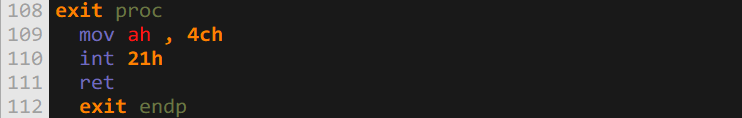 108 exit proc
109 mov ah , 4ch
110 int 21h
111 ret
112 exit endp